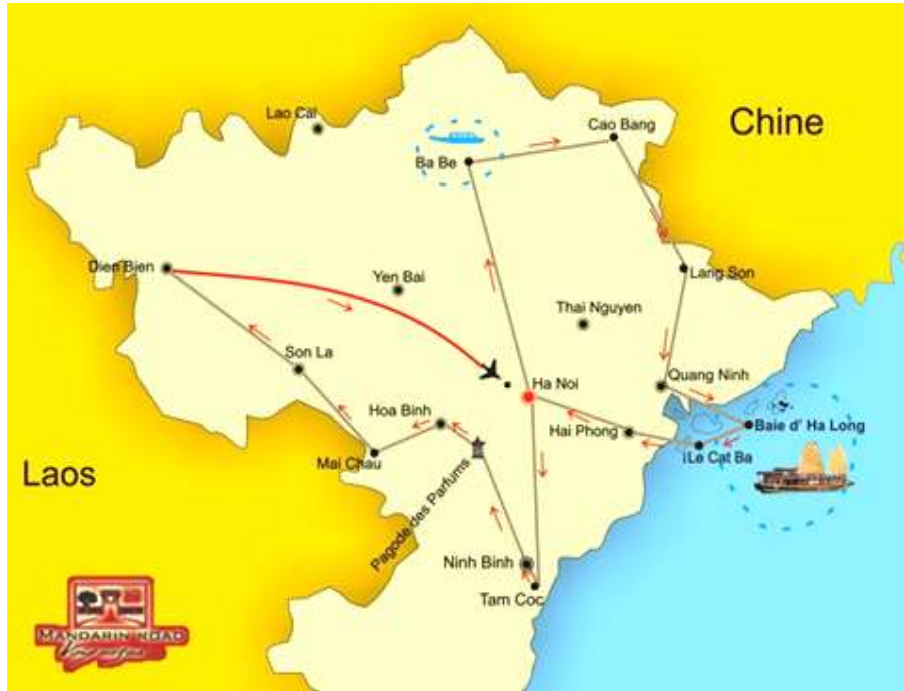 Lao Cai
Cao Bang
Chine
Ba Be
Dien Bien
Yen Bai
Lang Son
Thai Nguyen
Son La
Ha Noi
Quang Ninh
Hoa Binh
Hai Phong
Baie d' Ha Long
Mai Chau
iLe Cat Ba
Laos
Pagode des Parfums
Ninh Binh
Tam Coc
MANDARIN ROAD